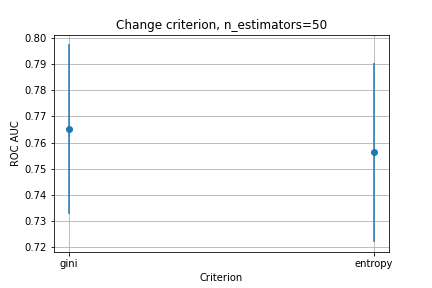 Change criterion, n_estimators=50
0.80
0.79
0.78
0.77
0.76
0.75
0.74
0.73
0.72
ROC AUC
gini
entropy
Criterion